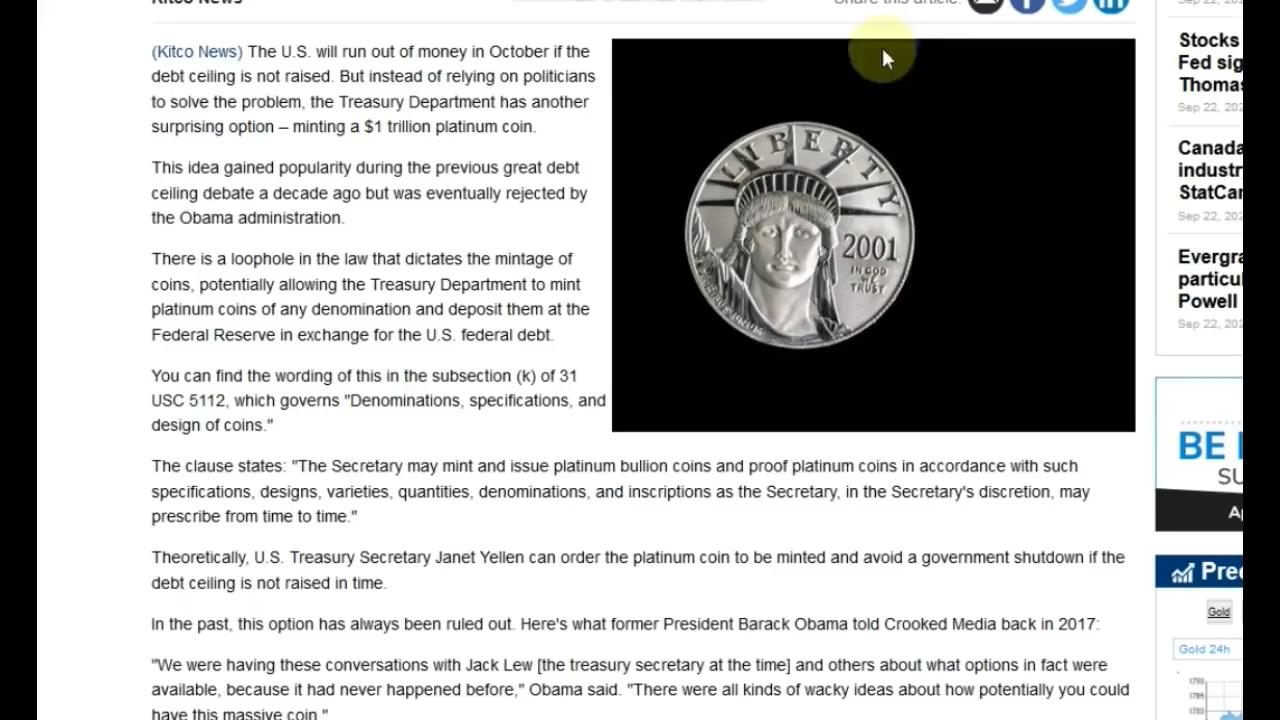 Kitco News
Share this article:
(Kitco News) The U.S. will run out of money in October if the
debt ceiling is not raised. But instead of relying on politicians
to solve the problem, the Treasury Department has another
surprising option – minting a $1 trillion platinum coin.
This idea gained popularity during the previous great debt
ceiling debate a decade ago but was eventually rejected by
the Obama administration.
There is a loophole in the law that dictates the mintage of
coins, potentially allowing the Treasury Department to mint
platinum coins of any denomination and deposit them at the
Federal Reserve in exchange for the U.S. federal debt.
You can find the wording of this in the subsection (k) of 31
USC 5112, which governs "Denominations, specifications, and
design of coins."
LIBERTY
2001
IN GOD
WE
TRUST
The clause states: "The Secretary may mint and issue platinum bullion coins and proof platinum coins in accordance with such
specifications, designs, varieties, quantities, denominations, and inscriptions as the Secretary, in the Secretary's discretion, may
prescribe from time to time."
Theoretically, U.S. Treasury Secretary Janet Yellen can order the platinum coin to be minted and avoid a government shutdown if the
debt ceiling is not raised in time.
In the past, this option has always been ruled out. Here's what former President Barack Obama told Crooked Media back in 2017:
"We were having these conversations with Jack Lew [the treasury secretary at the time] and others about what options in fact were
available, because it had never happened before," Obama said. "There were all kinds of wacky ideas about how potentially you could
have this massive coin."
Stocks
Fed sig
Thomas
Sep 22, 202
Canada
industr
StatCan
Sep 22, 202
Evergra
particul
Powell
Sep 22, 202
BE
SU
Ap
Prec
Gold
Gold 24h